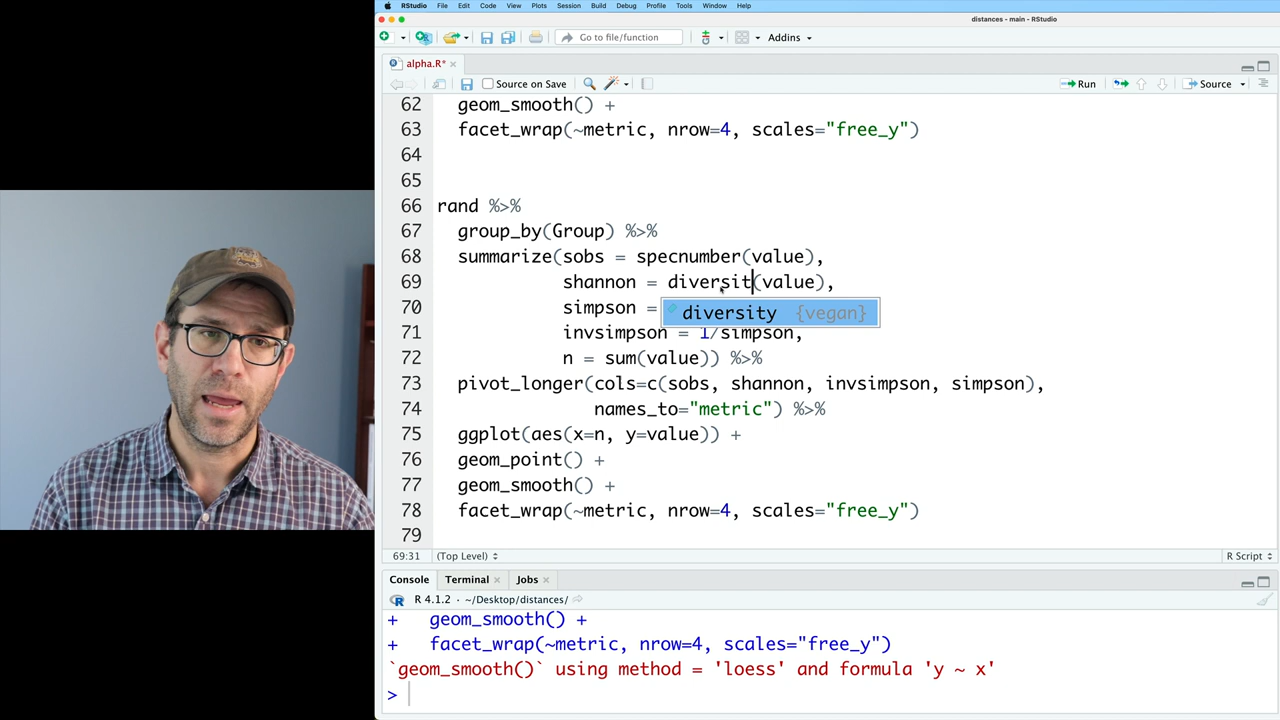 RStudio File Edit Code View Plots Session Build Debug Profile Tools Window Help
distances - main - RStudio
Go to file/function Addins
alpha.R*
Source on Save Run Source
62 geom_smooth() +
63 facet_wrap(~metric, nrow=4, scales="free_y")
64
65
66 rand %>%
67 group_by(Group) %>%
68 summarize(sobs = specnumber(value),
69 shannon = diversit(value),
70 simpson =
diversity {vegan}
71 invsimpson = 1/simpson,
72 n = sum(value)) %>%
73 pivot_longer(cols=c(sobs, shannon, invsimpson, simpson),
74 names_to="metric") %>%
75 ggplot(aes(x=n, y=value)) +
76 geom_point() +
77 geom_smooth() +
78 facet_wrap(~metric, nrow=4, scales="free_y")
79
69:31 (Top Level) R Script
Console Terminal Jobs
R 4.1.2 · ~/Desktop/distances/
+ geom_smooth() +
+ facet_wrap(~metric, nrow=4, scales="free_y")
`geom_smooth()` using method = 'loess' and formula 'y ~ x'
>